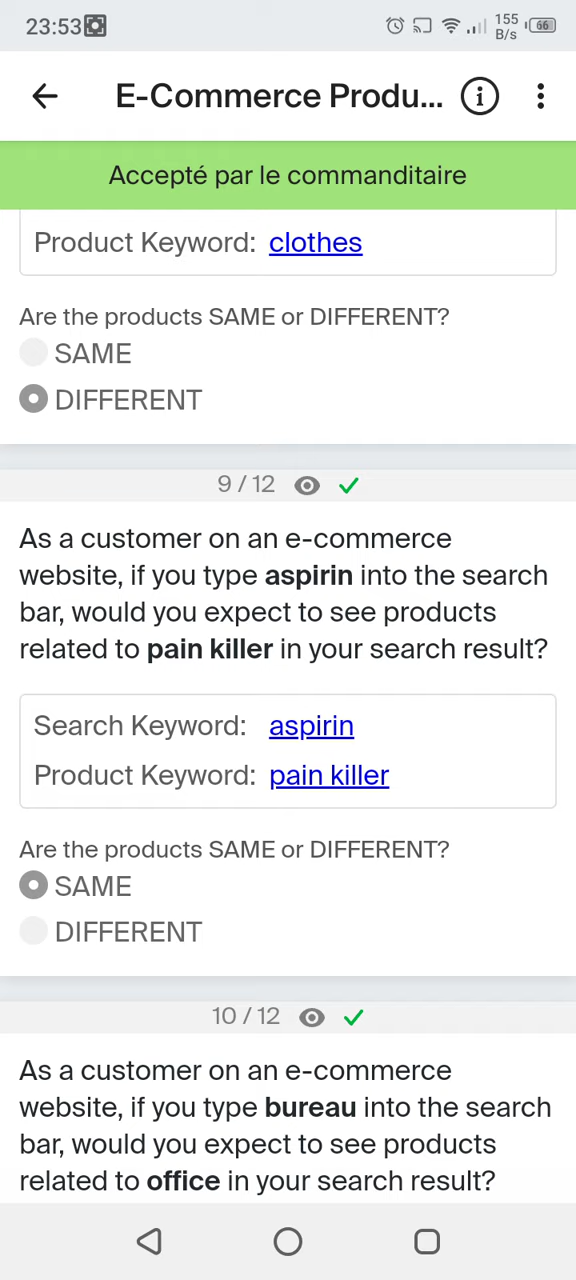 23:53
155
B/s
66
E-Commerce Produ...
Accepté par le commanditaire
Product Keyword: clothes
Are the products SAME or DIFFERENT?
SAME
DIFFERENT
9 / 12
As a customer on an e-commerce
website, if you type aspirin into the search
bar, would you expect to see products
related to pain killer in your search result?
Search Keyword: aspirin
Product Keyword: pain killer
Are the products SAME or DIFFERENT?
SAME
DIFFERENT
10 / 12
As a customer on an e-commerce
website, if you type bureau into the search
bar, would you expect to see products
related to office in your search result?